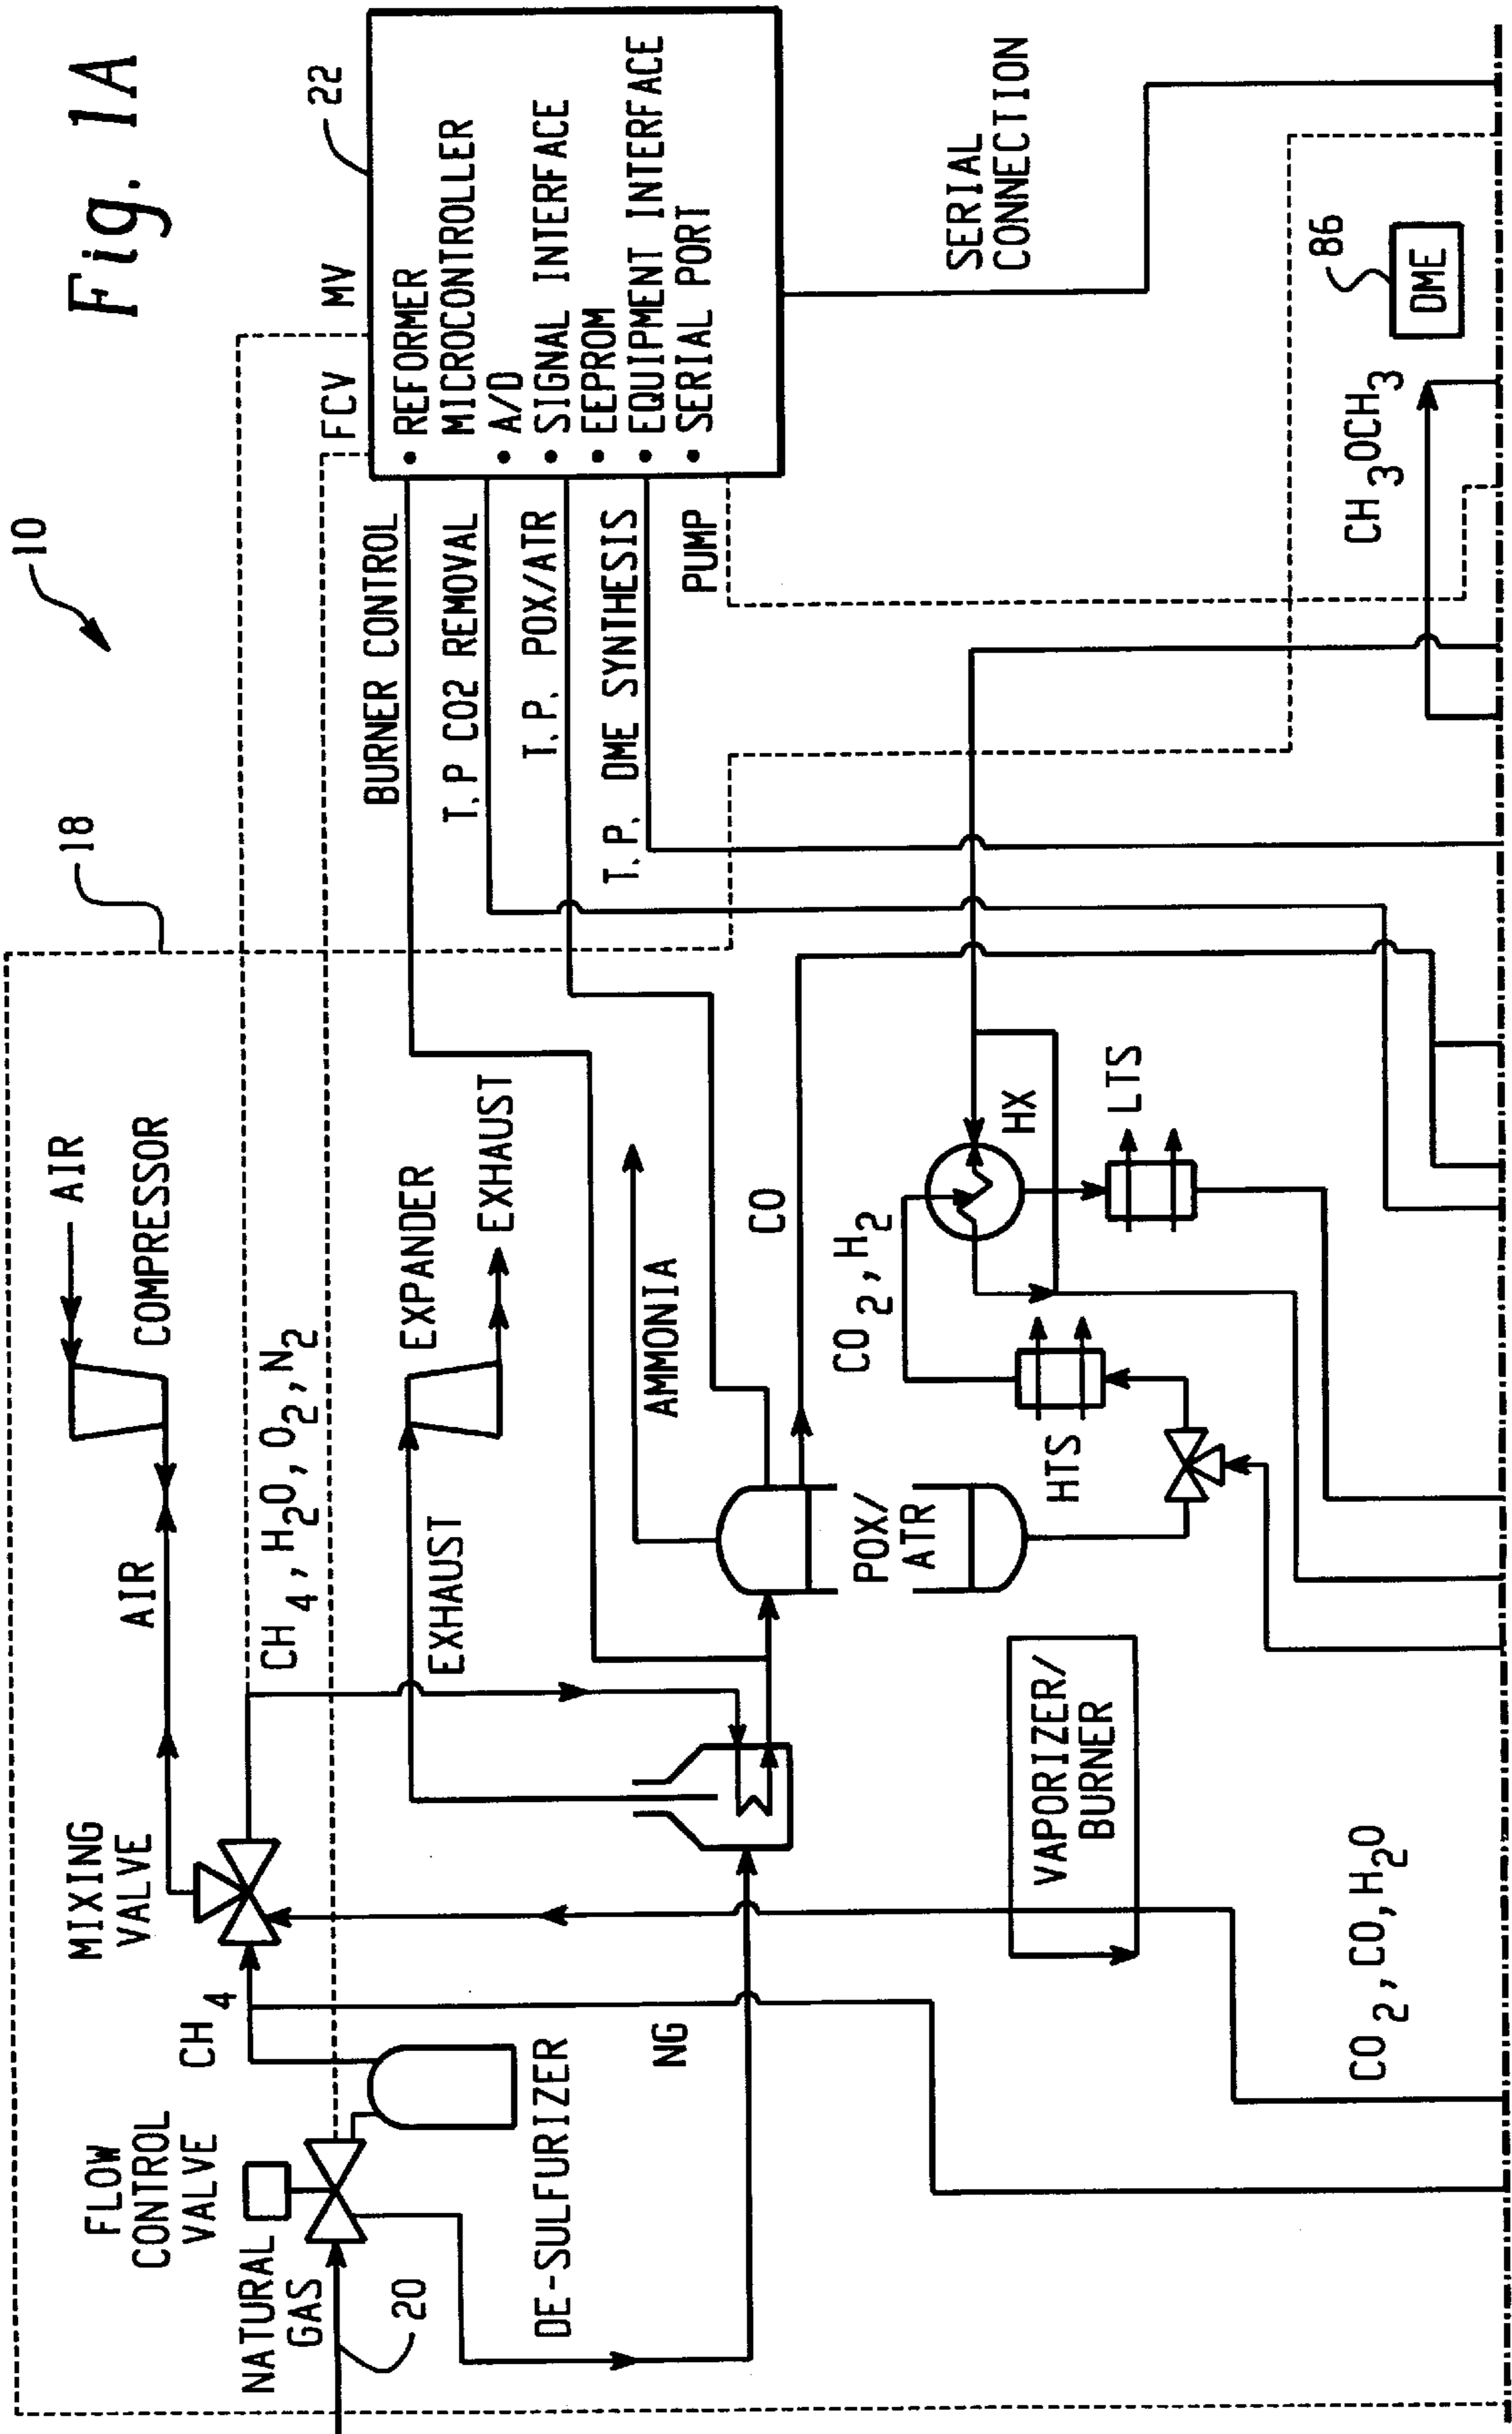 Fig. 1A
10
18
22
AIR
COMPRESSOR
AIR
MIXING
VALVE
FLOW
CONTROL
VALVE
NATURAL
GAS
20
CH4
CH4, H2O, O2, N2
DE-SULFURIZER
NG
EXPANDER
EXHAUST
EXHAUST
AMMONIA
FCV MV
• REFORMER
MICROCONTROLLER
• A/D
• SIGNAL INTERFACE
• EEPROM
• EQUIPMENT INTERFACE
• SERIAL PORT
BURNER CONTROL
T.P CO2 REMOVAL
T.P. POX/ATR
T.P. DME SYNTHESIS
PUMP
SERIAL
CONNECTION
CO
POX/
ATR
CO2, H2
HX
HTS
LTS
VAPORIZER/
BURNER
CO2, CO, H2O
CH3OCH3
86
DME